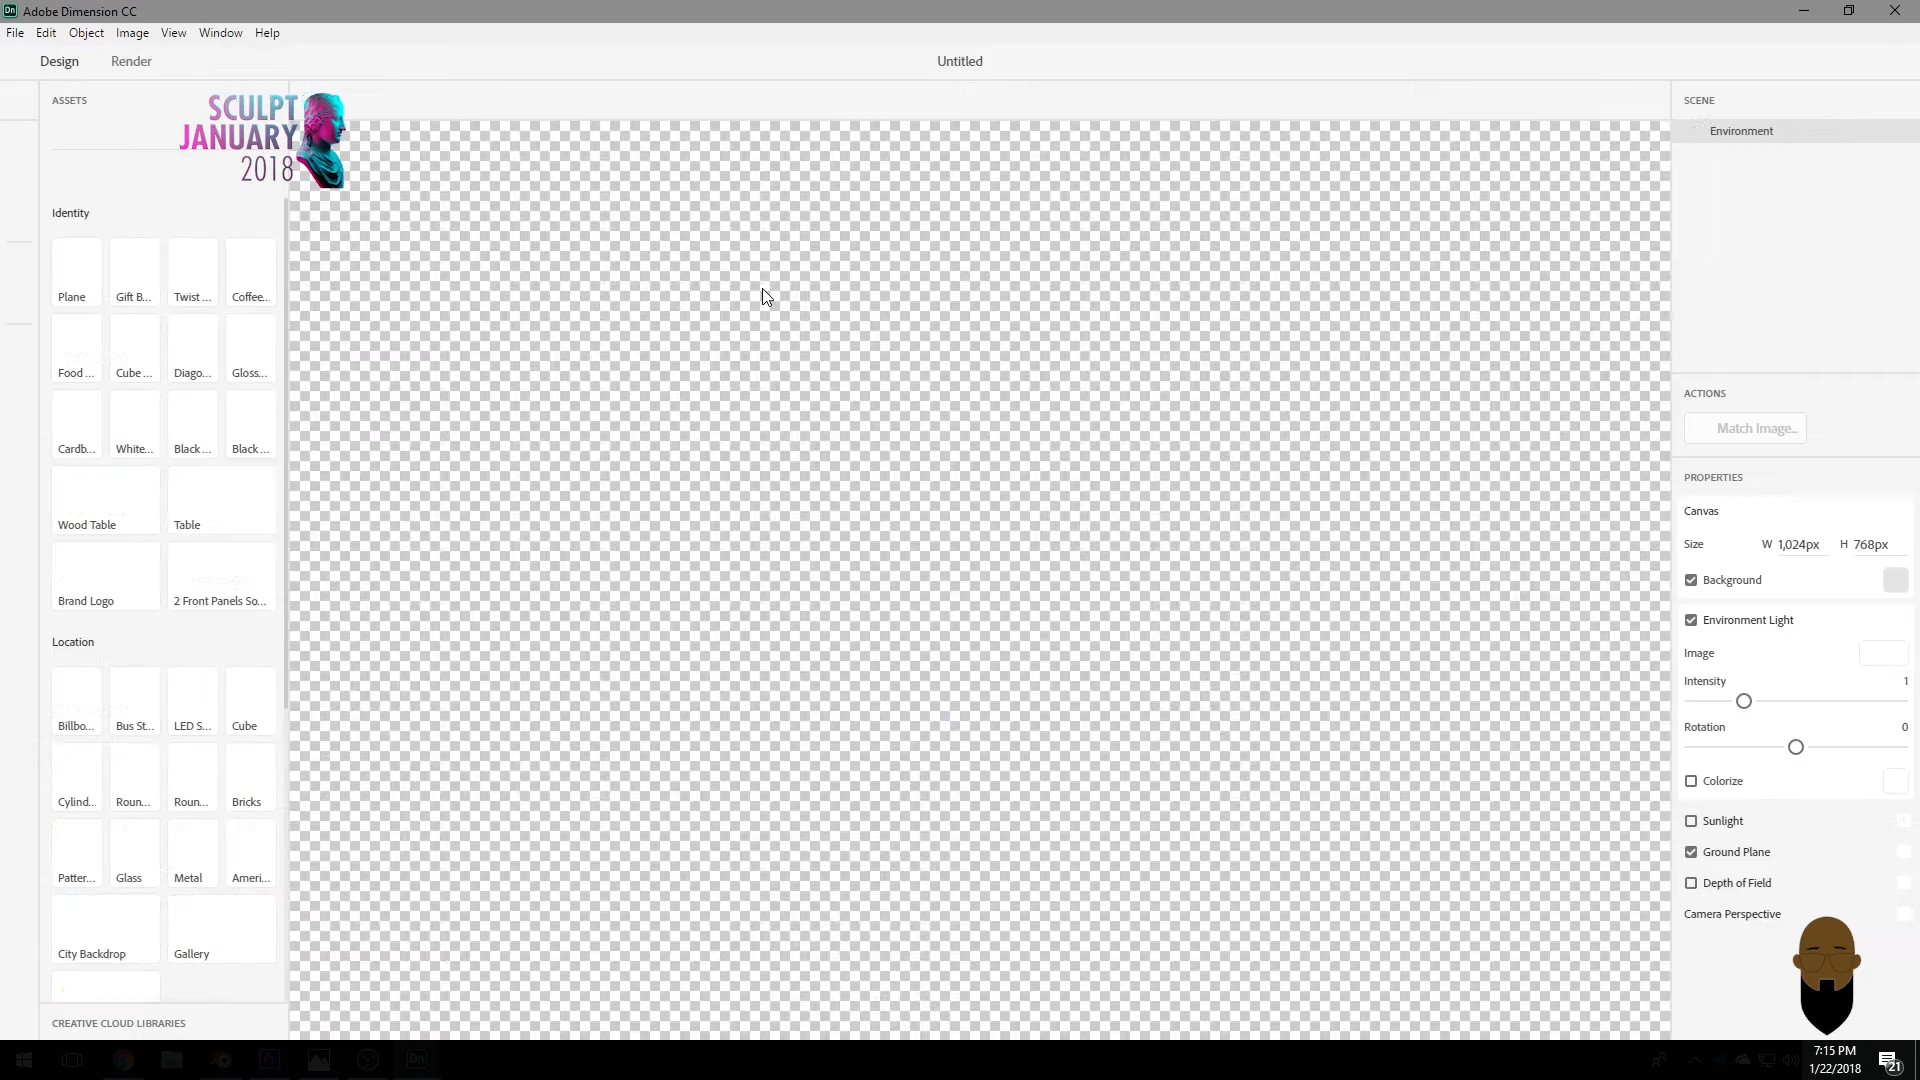 Dn Adobe Dimension CC
File Edit Object Image View Window Help
Design Render Untitled
ASSETS
SCULPT
JANUARY
2018
Identity
Plane Gift B... Twist ... Coffee...
Food ... Cube ... Diago... Gloss...
Cardb... White... Black ... Black ...
Wood Table Table
Brand Logo 2 Front Panels So...
Location
Billbo... Bus St... LED S... Cube
Cylind... Roun... Roun... Bricks
Patter... Glass Metal Ameri...
City Backdrop Gallery
CREATIVE CLOUD LIBRARIES
SCENE
Environment
ACTIONS
Match Image...
PROPERTIES
Canvas
Size W 1,024px H 768px
Background
Environment Light
Image
Intensity 1
Rotation 0
Colorize
Sunlight
Ground Plane
Depth of Field
Camera Perspective
Pr Dn
7:15 PM
1/22/2018
21